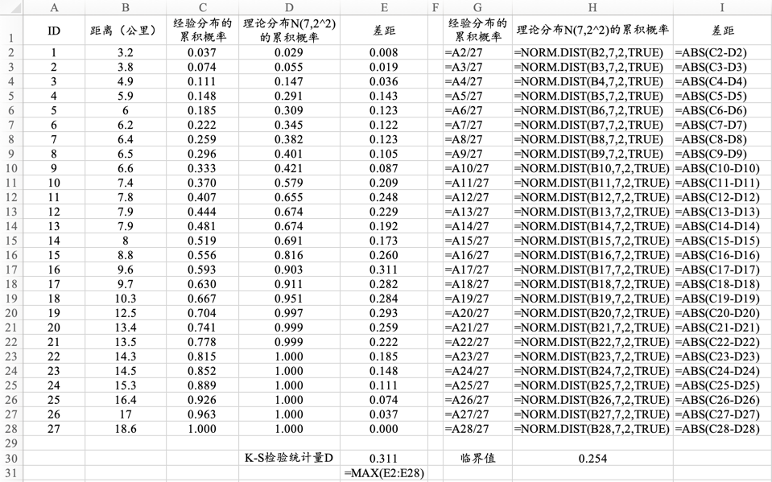 A B C D E F G H I
1 ID 距离（公里） 经验分布的累积概率 理论分布N(7,2^2)的累积概率 差距 经验分布的累积概率 理论分布N(7,2^2)的累积概率 差距
2 1 3.2 0.037 0.029 0.008 =A2/27 =NORM.DIST(B2,7,2,TRUE) =ABS(C2-D2)
3 2 3.8 0.074 0.055 0.019 =A3/27 =NORM.DIST(B3,7,2,TRUE) =ABS(C3-D3)
4 3 4.9 0.111 0.147 0.036 =A4/27 =NORM.DIST(B4,7,2,TRUE) =ABS(C4-D4)
5 4 5.9 0.148 0.291 0.143 =A5/27 =NORM.DIST(B5,7,2,TRUE) =ABS(C5-D5)
6 5 6 0.185 0.309 0.123 =A6/27 =NORM.DIST(B6,7,2,TRUE) =ABS(C6-D6)
7 6 6.2 0.222 0.345 0.122 =A7/27 =NORM.DIST(B7,7,2,TRUE) =ABS(C7-D7)
8 7 6.4 0.259 0.382 0.123 =A8/27 =NORM.DIST(B8,7,2,TRUE) =ABS(C8-D8)
9 8 6.5 0.296 0.401 0.105 =A9/27 =NORM.DIST(B9,7,2,TRUE) =ABS(C9-D9)
10 9 6.6 0.333 0.421 0.087 =A10/27 =NORM.DIST(B10,7,2,TRUE) =ABS(C10-D10)
11 10 7.4 0.370 0.579 0.209 =A11/27 =NORM.DIST(B11,7,2,TRUE) =ABS(C11-D11)
12 11 7.8 0.407 0.655 0.248 =A12/27 =NORM.DIST(B12,7,2,TRUE) =ABS(C12-D12)
13 12 7.9 0.444 0.674 0.229 =A13/27 =NORM.DIST(B13,7,2,TRUE) =ABS(C13-D13)
14 13 7.9 0.481 0.674 0.192 =A14/27 =NORM.DIST(B14,7,2,TRUE) =ABS(C14-D14)
15 14 8 0.519 0.691 0.173 =A15/27 =NORM.DIST(B15,7,2,TRUE) =ABS(C15-D15)
16 15 8.8 0.556 0.816 0.260 =A16/27 =NORM.DIST(B16,7,2,TRUE) =ABS(C16-D16)
17 16 9.6 0.593 0.903 0.311 =A17/27 =NORM.DIST(B17,7,2,TRUE) =ABS(C17-D17)
18 17 9.7 0.630 0.911 0.282 =A18/27 =NORM.DIST(B18,7,2,TRUE) =ABS(C18-D18)
19 18 10.3 0.667 0.951 0.284 =A19/27 =NORM.DIST(B19,7,2,TRUE) =ABS(C19-D19)
20 19 12.5 0.704 0.997 0.293 =A20/27 =NORM.DIST(B20,7,2,TRUE) =ABS(C20-D20)
21 20 13.4 0.741 0.999 0.259 =A21/27 =NORM.DIST(B21,7,2,TRUE) =ABS(C21-D21)
22 21 13.5 0.778 0.999 0.222 =A22/27 =NORM.DIST(B22,7,2,TRUE) =ABS(C22-D22)
23 22 14.3 0.815 1.000 0.185 =A23/27 =NORM.DIST(B23,7,2,TRUE) =ABS(C23-D23)
24 23 14.5 0.852 1.000 0.148 =A24/27 =NORM.DIST(B24,7,2,TRUE) =ABS(C24-D24)
25 24 15.3 0.889 1.000 0.111 =A25/27 =NORM.DIST(B25,7,2,TRUE) =ABS(C25-D25)
26 25 16.4 0.926 1.000 0.074 =A26/27 =NORM.DIST(B26,7,2,TRUE) =ABS(C26-D26)
27 26 17 0.963 1.000 0.037 =A27/27 =NORM.DIST(B27,7,2,TRUE) =ABS(C27-D27)
28 27 18.6 1.000 1.000 0.000 =A28/27 =NORM.DIST(B28,7,2,TRUE) =ABS(C28-D28)
29
30 K-S检验统计量D 0.311 临界值 0.254
31 =MAX(E2:E28)